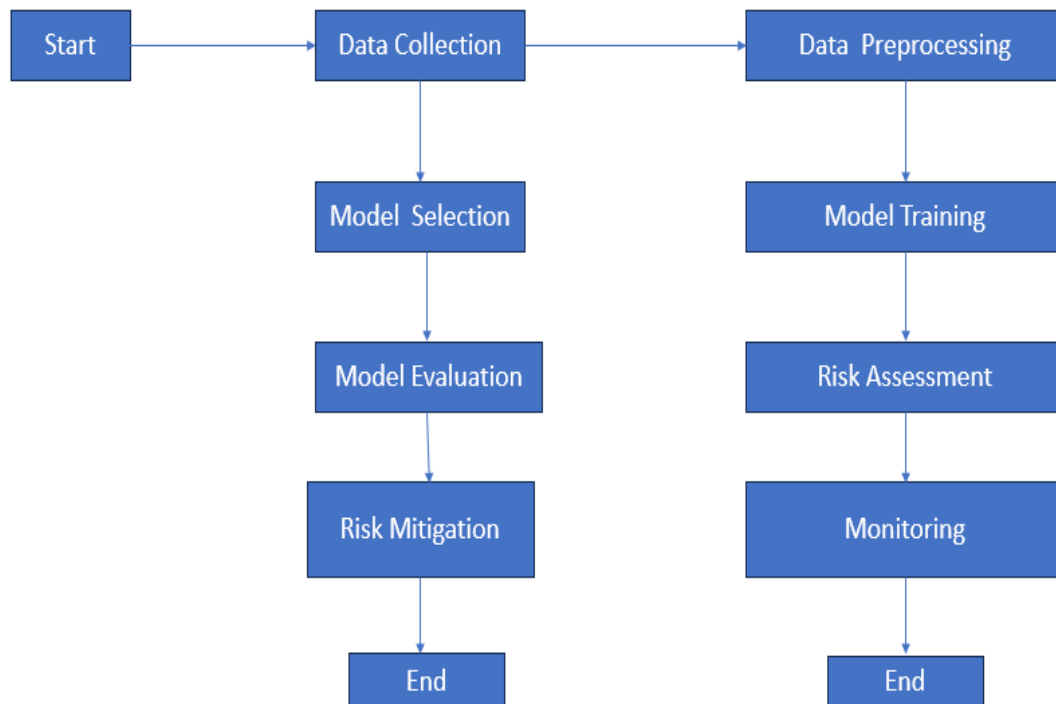 Start
Data Collection
Data  Preprocessing
Model  Selection
Model Training
Model Evaluation
Risk Assessment
Risk Mitigation
Monitoring
End
End